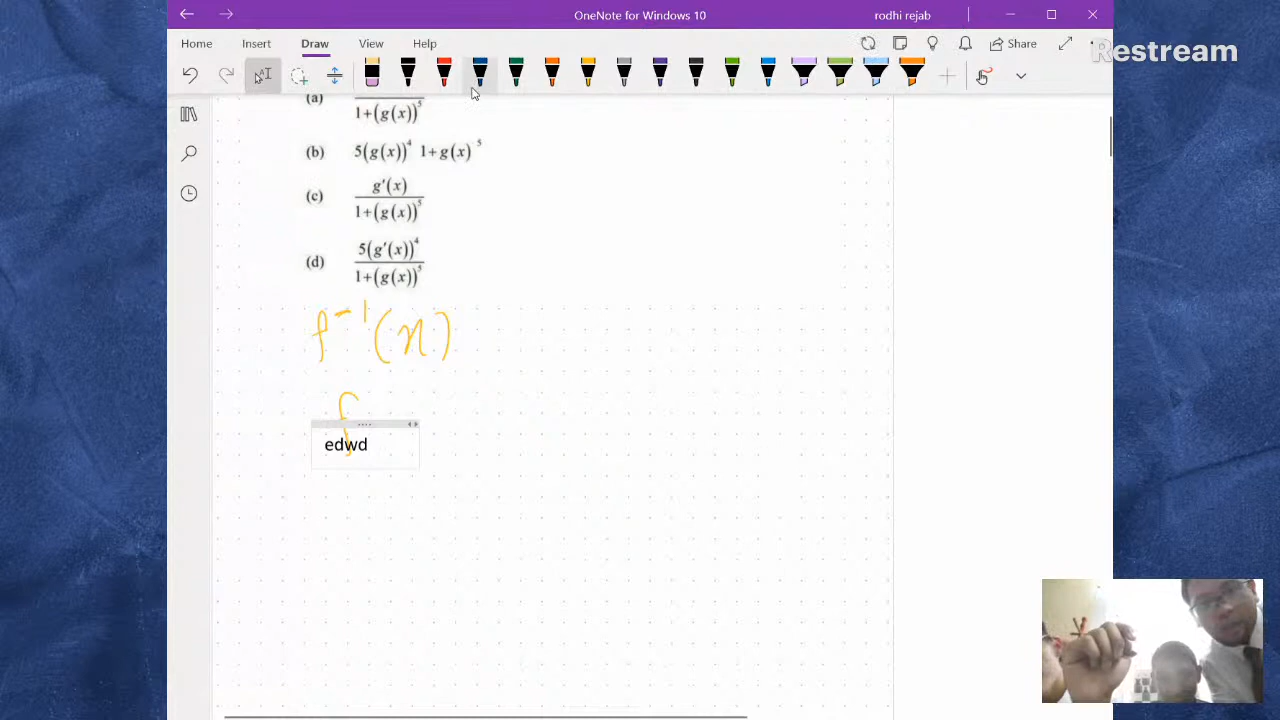 OneNote for Windows 10
rodhi rejab
Home Insert Draw View Help
Share
Restream
(a) 1+(g(x))⁵
(b) 5(g(x))⁴ 1+g(x) ⁵
(c) g′(x)
1+(g(x))⁵
(d) 5(g′(x))⁴
1+(g(x))⁵
f⁻¹(x)
f
edwd